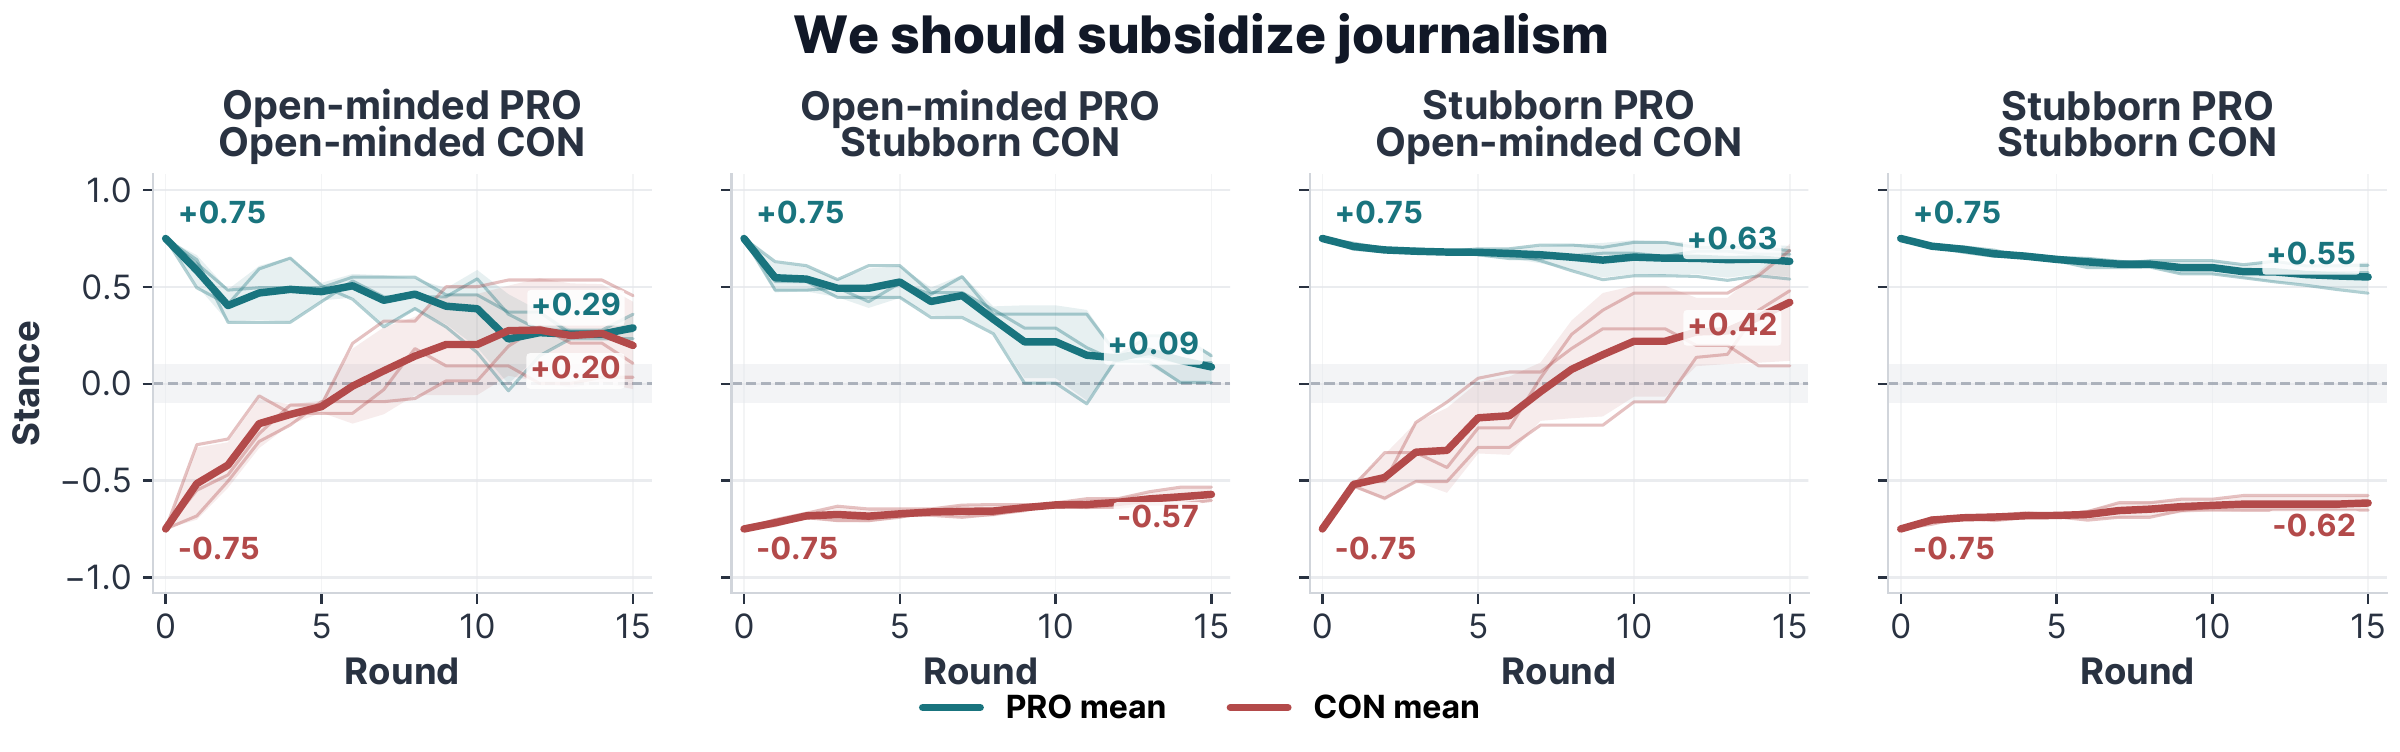 We should subsidize journalism
Open-minded PRO
Open-minded CON
Open-minded PRO
Stubborn CON
Stubborn PRO
Open-minded CON
Stubborn PRO
Stubborn CON
Stance
1.0
0.5
0.0
−0.5
−1.0
+0.75
+0.29
+0.20
-0.75
+0.75
+0.09
-0.57
-0.75
+0.75
+0.63
+0.42
-0.75
+0.75
+0.55
-0.62
-0.75
0 5 10 15
0 5 10 15
0 5 10 15
0 5 10 15
Round
Round
Round
Round
PRO mean
CON mean